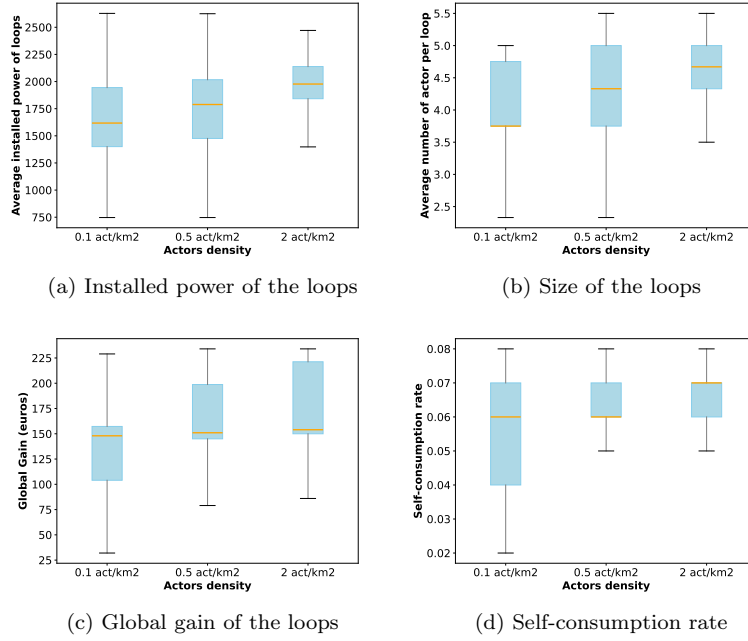 Average installed power of loops
2500
2250
2000
1750
1500
1250
1000
750
0.1 act/km2 0.5 act/km2 2 act/km2
Actors density
(a) Installed power of the loops
Average number of actor per loop
5.5
5.0
4.5
4.0
3.5
3.0
2.5
0.1 act/km2 0.5 act/km2 2 act/km2
Actors density
(b) Size of the loops
Global Gain (euros)
225
200
175
150
125
100
75
50
25
0.1 act/km2 0.5 act/km2 2 act/km2
Actors density
(c) Global gain of the loops
Self-consumption rate
0.08
0.07
0.06
0.05
0.04
0.03
0.02
0.1 act/km2 0.5 act/km2 2 act/km2
Actors density
(d) Self-consumption rate